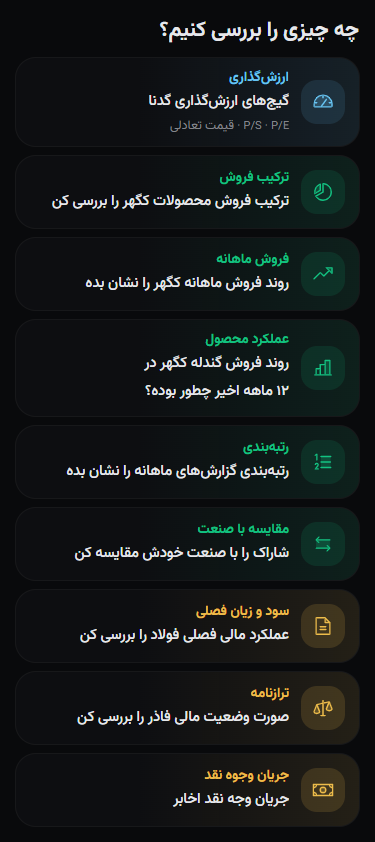 چه چیزی را بررسی کنیم؟
ارزش‌گذاری
گیج‌های ارزش‌گذاری گدنا
P/E · P/S · قیمت تعادلی
ترکیب فروش
ترکیب فروش محصولات کگهر را بررسی کن
فروش ماهانه
روند فروش ماهانه کگهر را نشان بده
عملکرد محصول
روند فروش گندله کگهر در
۱۲ ماهه اخیر چطور بوده؟
رتبه‌بندی
رتبه‌بندی گزارش‌های ماهانه را نشان بده
مقایسه با صنعت
شاراک را با صنعت خودش مقایسه کن
سود و زیان فصلی
عملکرد مالی فصلی فولاد را بررسی کن
ترازنامه
صورت وضعیت مالی فاذر را بررسی کن
جریان وجوه نقد
جریان وجه نقد اخابر